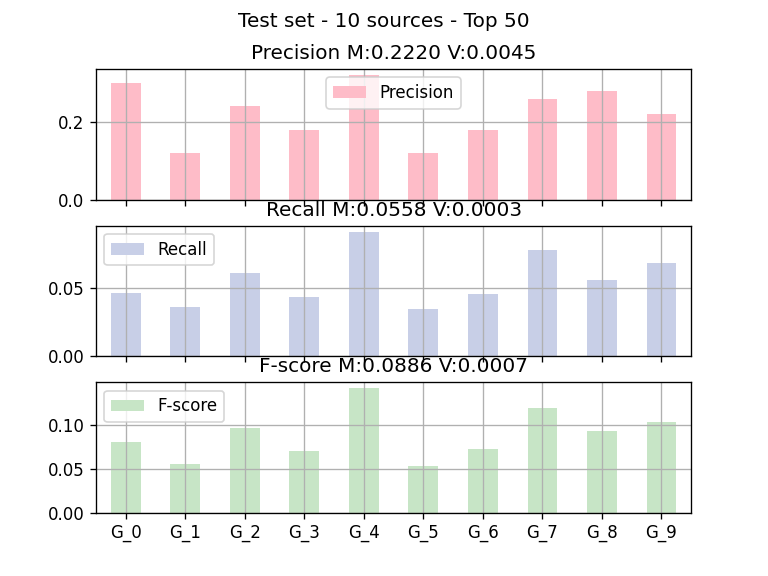 Test set - 10 sources - Top 50
Precision M:0.2220 V:0.0045
Precision
0.2
0.0
Recall M:0.0558 V:0.0003
Recall
0.05
0.00
F-score M:0.0886 V:0.0007
F-score
0.10
0.05
0.00
G_0 G_1 G_2 G_3 G_4 G_5 G_6 G_7 G_8 G_9